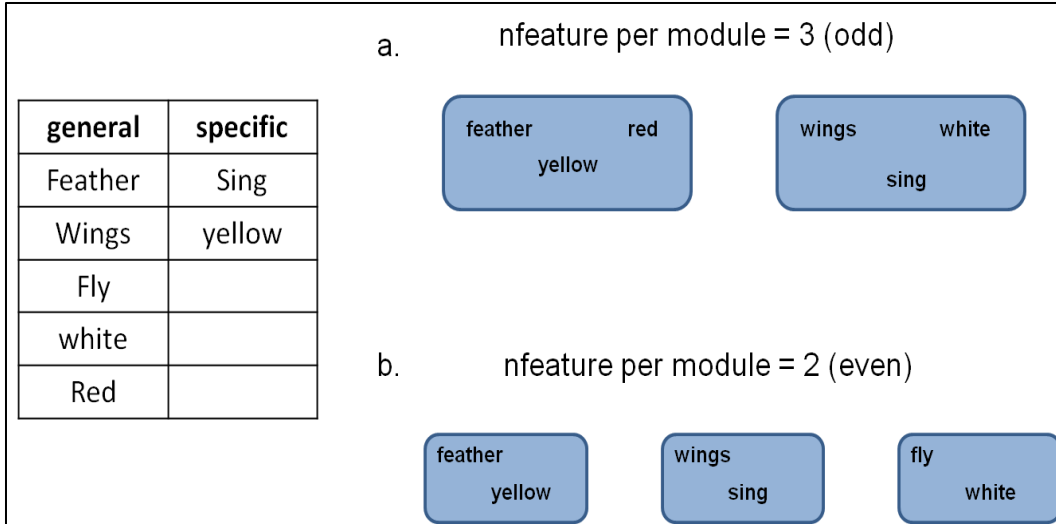 general specific
Feather Sing
Wings yellow
Fly
white
Red
a. nfeature per module = 3 (odd)
feather red
yellow
wings white
sing
b. nfeature per module = 2 (even)
feather
yellow
wings
sing
fly
white